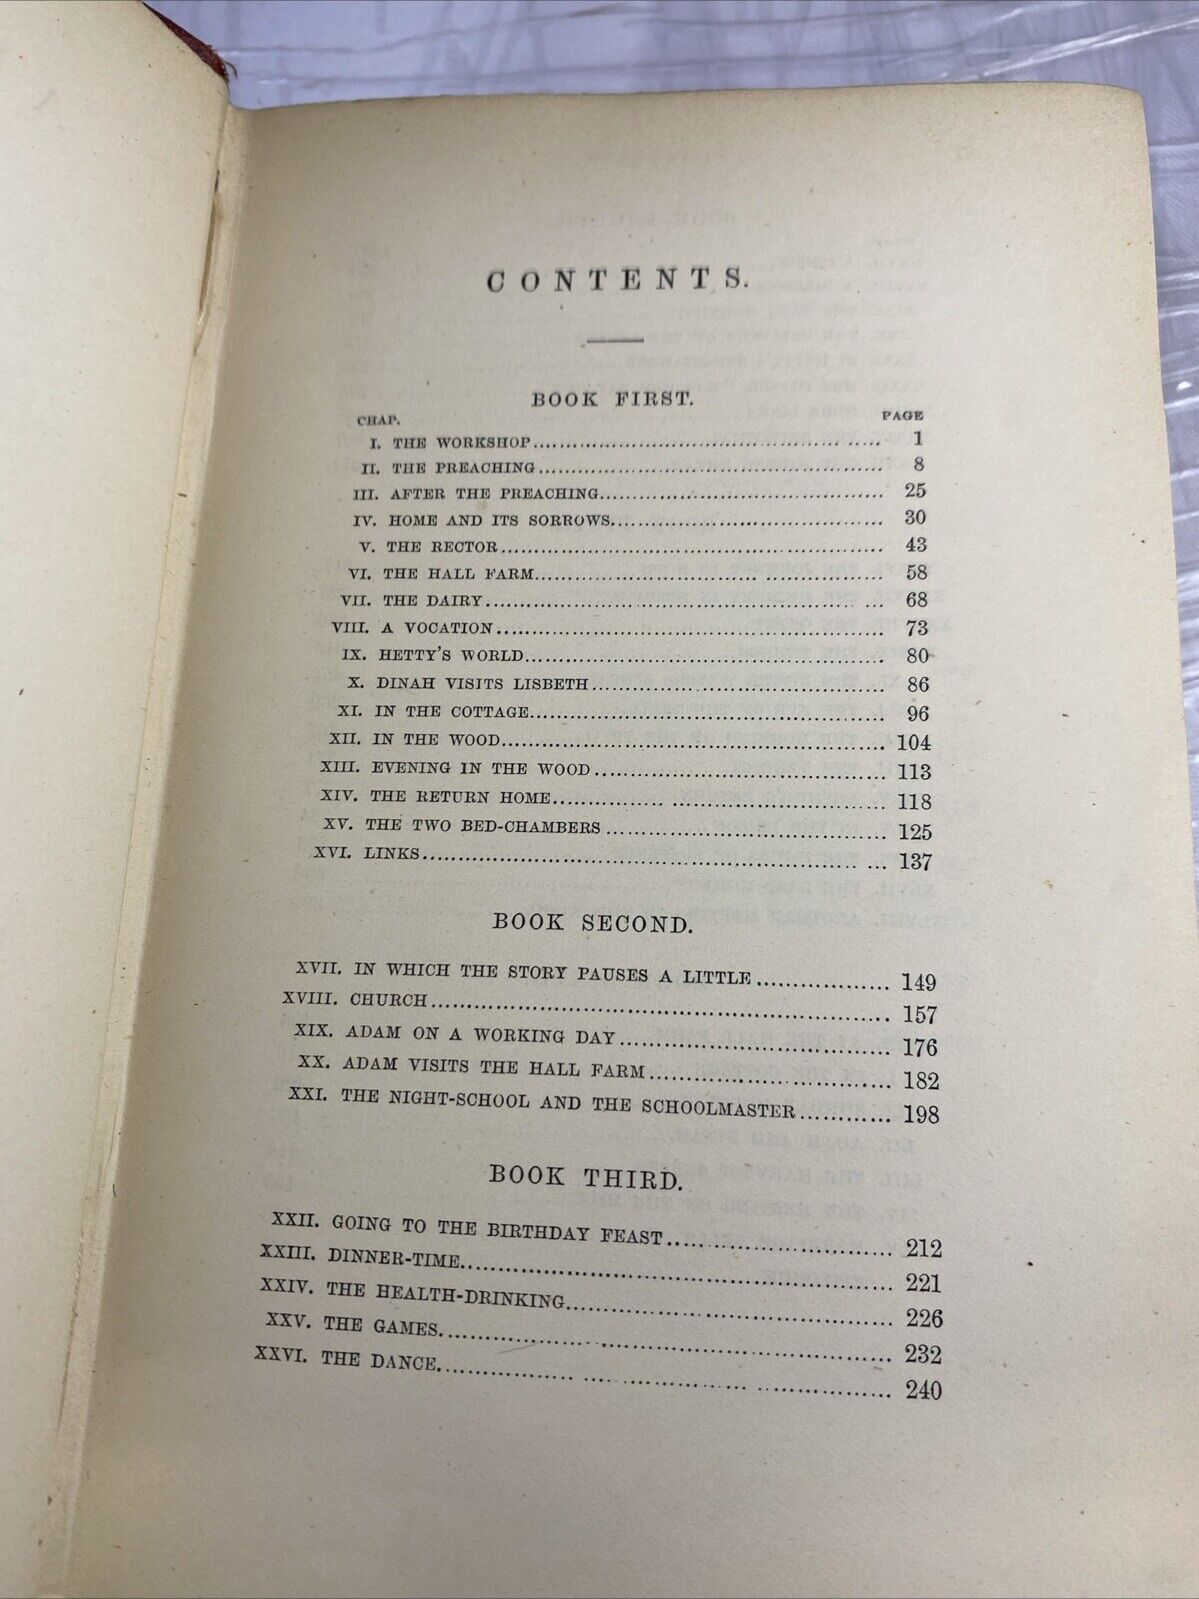 CONTENTS.
BOOK FIRST.
CHAP. PAGE
I. THE WORKSHOP 1
II. THE PREACHING 8
III. AFTER THE PREACHING 25
IV. HOME AND ITS SORROWS 30
V. THE RECTOR 43
VI. THE HALL FARM 58
VII. THE DAIRY 68
VIII. A VOCATION 73
IX. HETTY'S WORLD 80
X. DINAH VISITS LISBETH 86
XI. IN THE COTTAGE 96
XII. IN THE WOOD 104
XIII. EVENING IN THE WOOD 113
XIV. THE RETURN HOME 118
XV. THE TWO BED-CHAMBERS 125
XVI. LINKS 137
BOOK SECOND.
XVII. IN WHICH THE STORY PAUSES A LITTLE 149
XVIII. CHURCH 157
XIX. ADAM ON A WORKING DAY 176
XX. ADAM VISITS THE HALL FARM 182
XXI. THE NIGHT-SCHOOL AND THE SCHOOLMASTER 198
BOOK THIRD.
XXII. GOING TO THE BIRTHDAY FEAST 212
XXIII. DINNER-TIME 221
XXIV. THE HEALTH-DRINKING 226
XXV. THE GAMES 232
XXVI. THE DANCE 240